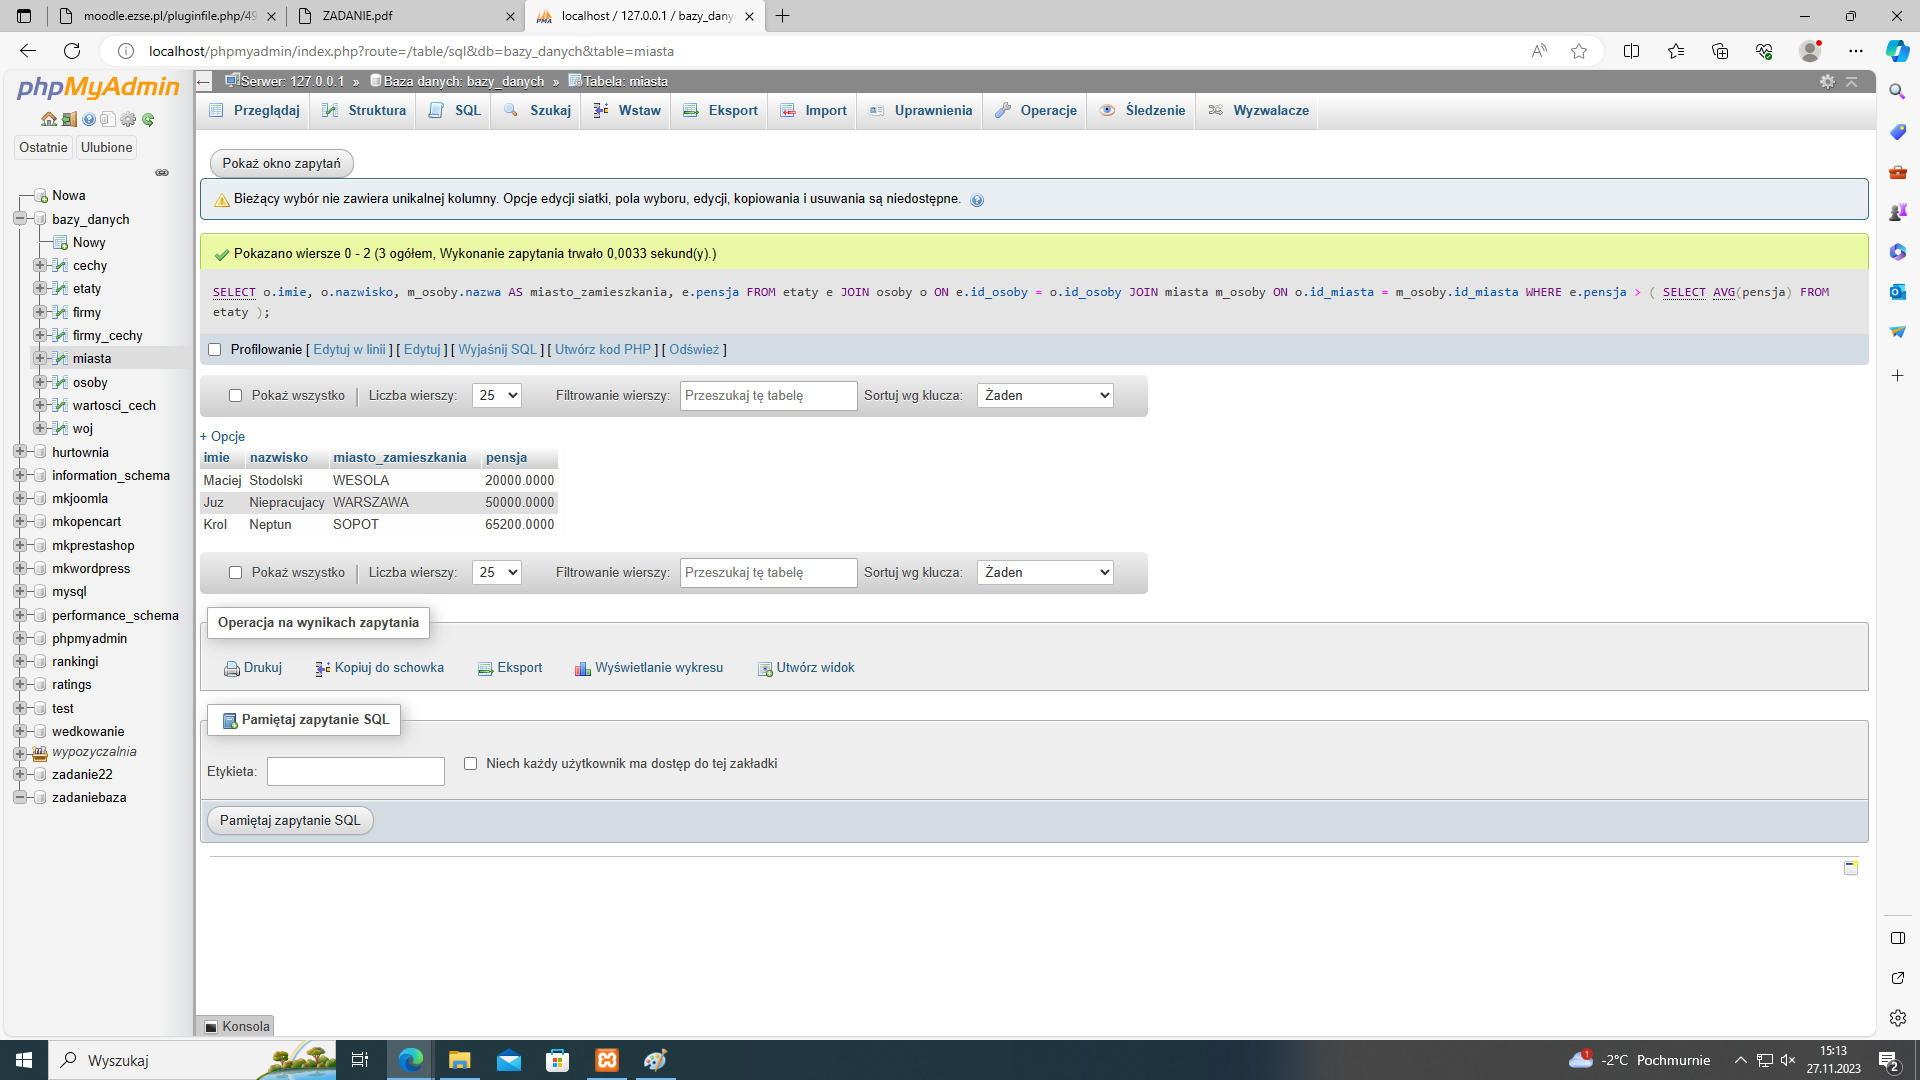 moodle.ezse.pl/pluginfile.php/49
ZADANIE.pdf
localhost / 127.0.0.1 / bazy_dany
localhost/phpmyadmin/index.php?route=/table/sql&db=bazy_danych&table=miasta
phpMyAdmin
Ostatnie Ulubione
Nowa
bazy_danych
Nowy
cechy
etaty
firmy
firmy_cechy
miasta
osoby
wartosci_cech
woj
hurtownia
information_schema
mkjoomla
mkopencart
mkprestashop
mkwordpress
mysql
performance_schema
phpmyadmin
rankingi
ratings
test
wedkowanie
wypozyczalnia
zadanie22
zadaniebaza
Serwer: 127.0.0.1 » Baza danych: bazy_danych » Tabela: miasta
Przeglądaj Struktura SQL Szukaj Wstaw Eksport Import Uprawnienia Operacje Śledzenie Wyzwalacze
Pokaż okno zapytań
Bieżący wybór nie zawiera unikalnej kolumny. Opcje edycji siatki, pola wyboru, edycji, kopiowania i usuwania są niedostępne.
Pokazano wiersze 0 - 2 (3 ogółem, Wykonanie zapytania trwało 0,0033 sekund(y).)
SELECT o.imie, o.nazwisko, m_osoby.nazwa AS miasto_zamieszkania, e.pensja FROM etaty e JOIN osoby o ON e.id_osoby = o.id_osoby JOIN miasta m_osoby ON o.id_miasta = m_osoby.id_miasta WHERE e.pensja > ( SELECT AVG(pensja) FROM
etaty );
Profilowanie [ Edytuj w linii ] [ Edytuj ] [ Wyjaśnij SQL ] [ Utwórz kod PHP ] [ Odśwież ]
Pokaż wszystko | Liczba wierszy: 25 Filtrowanie wierszy: Przeszukaj tę tabelę Sortuj wg klucza: Żaden
+ Opcje
imie nazwisko miasto_zamieszkania pensja
Maciej Stodolski WESOLA 20000.0000
Juz Niepracujacy WARSZAWA 50000.0000
Krol Neptun SOPOT 65200.0000
Pokaż wszystko | Liczba wierszy: 25 Filtrowanie wierszy: Przeszukaj tę tabelę Sortuj wg klucza: Żaden
Operacja na wynikach zapytania
Drukuj Kopiuj do schowka Eksport Wyświetlanie wykresu Utwórz widok
Pamiętaj zapytanie SQL
Etykieta: Niech każdy użytkownik ma dostęp do tej zakładki
Pamiętaj zapytanie SQL
Konsola
Wyszukaj
1
-2°C Pochmurnie
15:13
27.11.2023
2